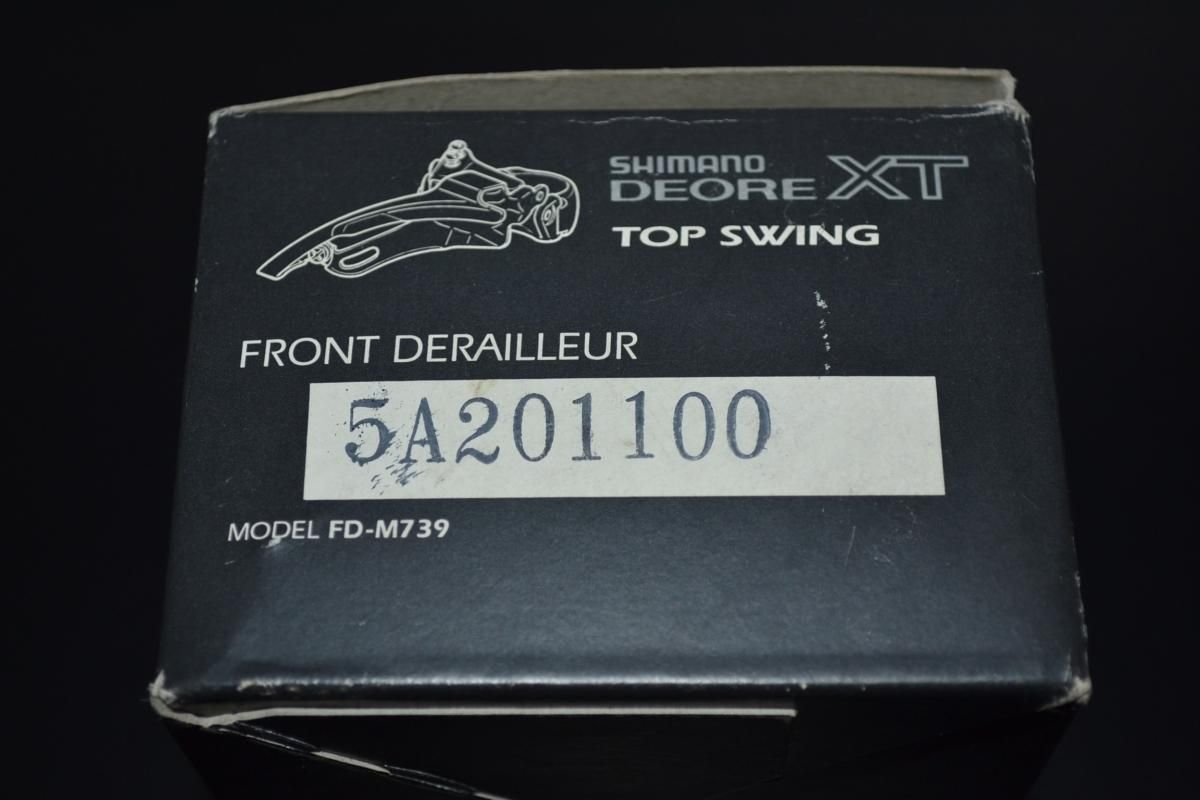 SHIMANO
DEORE XT
TOP SWING
FRONT DERAILLEUR
5A201100
MODEL FD-M739